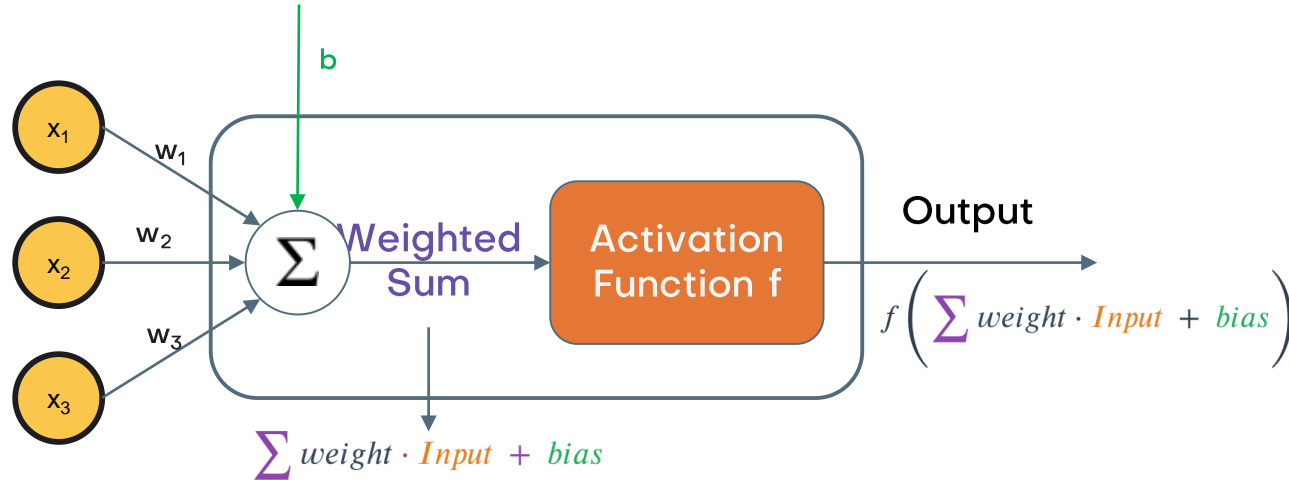 b
x₁
w₁
w₂
x₂
w₃
x₃
Σ
Weighted
Sum
Activation
Function f
Output
f(∑ weight · Input + bias)
∑ weight · Input + bias